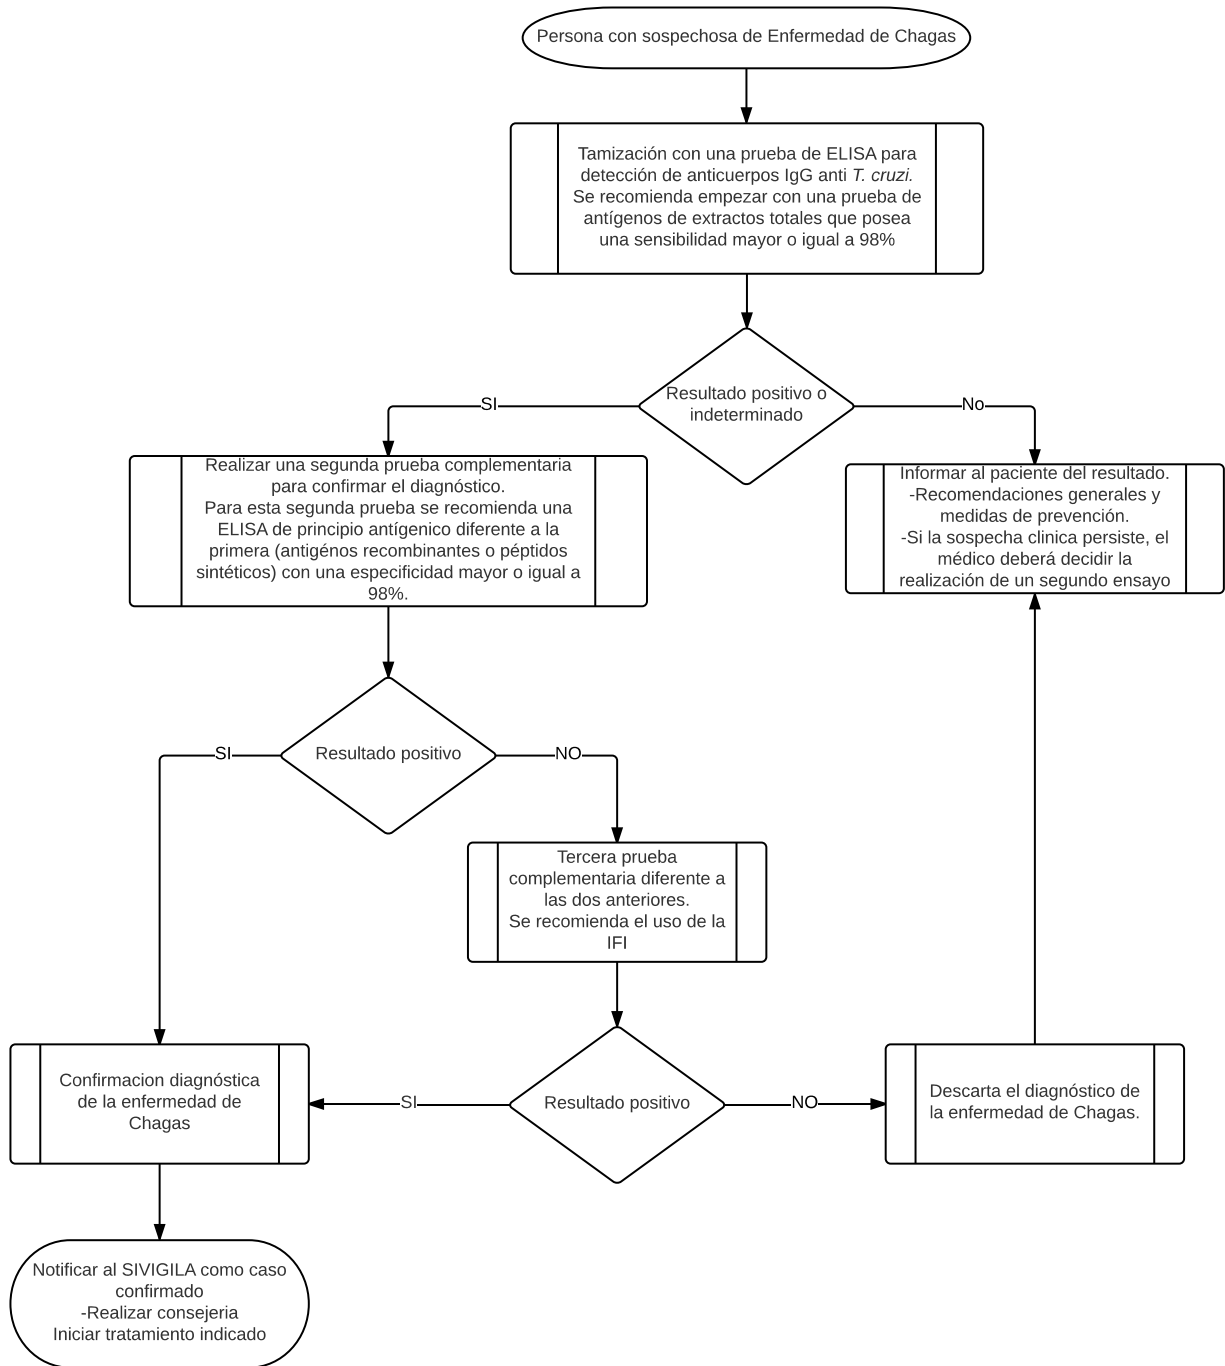 Persona con sospechosa de Enfermedad de Chagas
Tamización con una prueba de ELISA para
detección de anticuerpos IgG anti T. cruzi.
Se recomienda empezar con una prueba de
antígenos de extractos totales que posea
una sensibilidad mayor o igual a 98%
Resultado positivo o
indeterminado
SI
No
Realizar una segunda prueba complementaria
para confirmar el diagnóstico.
Para esta segunda prueba se recomienda una
ELISA de principio antígenico diferente a la
primera (antigénos recombinantes o péptidos
sintéticos) con una especificidad mayor o igual a
98%.
Informar al paciente del resultado.
-Recomendaciones generales y
medidas de prevención.
-Si la sospecha clinica persiste, el
médico deberá decidir la
realización de un segundo ensayo
Resultado positivo
SI
NO
Tercera prueba
complementaria diferente a
las dos anteriores.
Se recomienda el uso de la
IFI
Confirmacion diagnóstica
de la enfermedad de
Chagas
SI
Resultado positivo
NO
Descarta el diagnóstico de
la enfermedad de Chagas.
Notificar al SIVIGILA como caso
confirmado
-Realizar consejeria
Iniciar tratamiento indicado